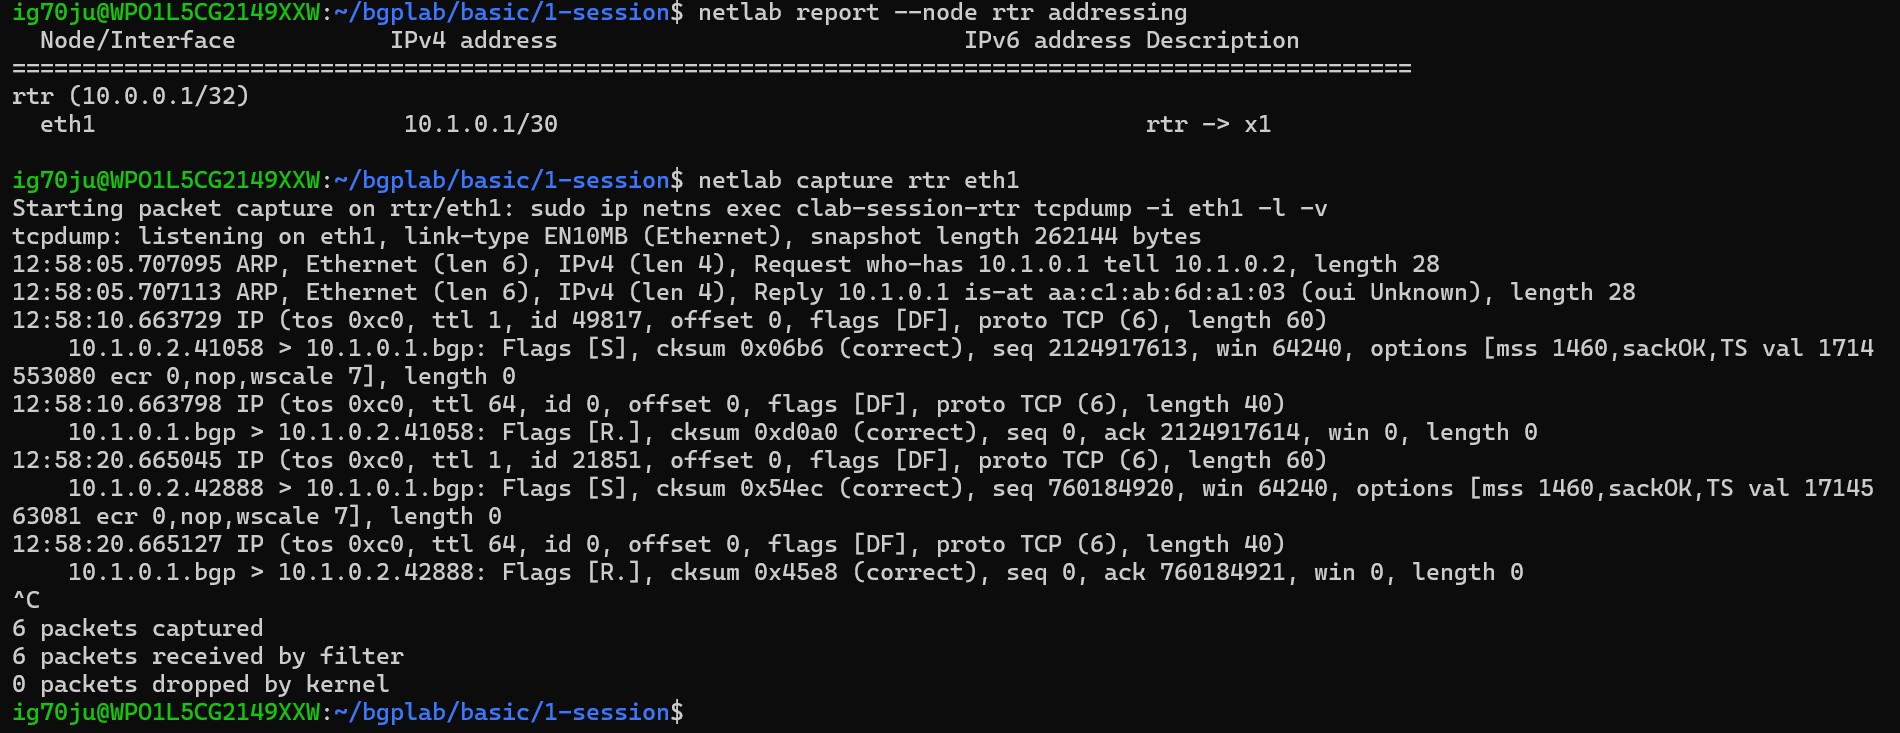 ig70ju@WPO1L5CG2149XXW:~/bgplab/basic/1-session$ netlab report --node rtr addressing
  Node/Interface           IPv4 address                             IPv6 address Description
====================================================================================================
rtr (10.0.0.1/32)
  eth1                      10.1.0.1/30                                          rtr -> x1

ig70ju@WPO1L5CG2149XXW:~/bgplab/basic/1-session$ netlab capture rtr eth1
Starting packet capture on rtr/eth1: sudo ip netns exec clab-session-rtr tcpdump -i eth1 -l -v
tcpdump: listening on eth1, link-type EN10MB (Ethernet), snapshot length 262144 bytes
12:58:05.707095 ARP, Ethernet (len 6), IPv4 (len 4), Request who-has 10.1.0.1 tell 10.1.0.2, length 28
12:58:05.707113 ARP, Ethernet (len 6), IPv4 (len 4), Reply 10.1.0.1 is-at aa:c1:ab:6d:a1:03 (oui Unknown), length 28
12:58:10.663729 IP (tos 0xc0, ttl 1, id 49817, offset 0, flags [DF], proto TCP (6), length 60)
    10.1.0.2.41058 > 10.1.0.1.bgp: Flags [S], cksum 0x06b6 (correct), seq 2124917613, win 64240, options [mss 1460,sackOK,TS val 1714
553080 ecr 0,nop,wscale 7], length 0
12:58:10.663798 IP (tos 0xc0, ttl 64, id 0, offset 0, flags [DF], proto TCP (6), length 40)
    10.1.0.1.bgp > 10.1.0.2.41058: Flags [R.], cksum 0xd0a0 (correct), seq 0, ack 2124917614, win 0, length 0
12:58:20.665045 IP (tos 0xc0, ttl 1, id 21851, offset 0, flags [DF], proto TCP (6), length 60)
    10.1.0.2.42888 > 10.1.0.1.bgp: Flags [S], cksum 0x54ec (correct), seq 760184920, win 64240, options [mss 1460,sackOK,TS val 17145
63081 ecr 0,nop,wscale 7], length 0
12:58:20.665127 IP (tos 0xc0, ttl 64, id 0, offset 0, flags [DF], proto TCP (6), length 40)
    10.1.0.1.bgp > 10.1.0.2.42888: Flags [R.], cksum 0x45e8 (correct), seq 0, ack 760184921, win 0, length 0
^C
6 packets captured
6 packets received by filter
0 packets dropped by kernel
ig70ju@WPO1L5CG2149XXW:~/bgplab/basic/1-session$